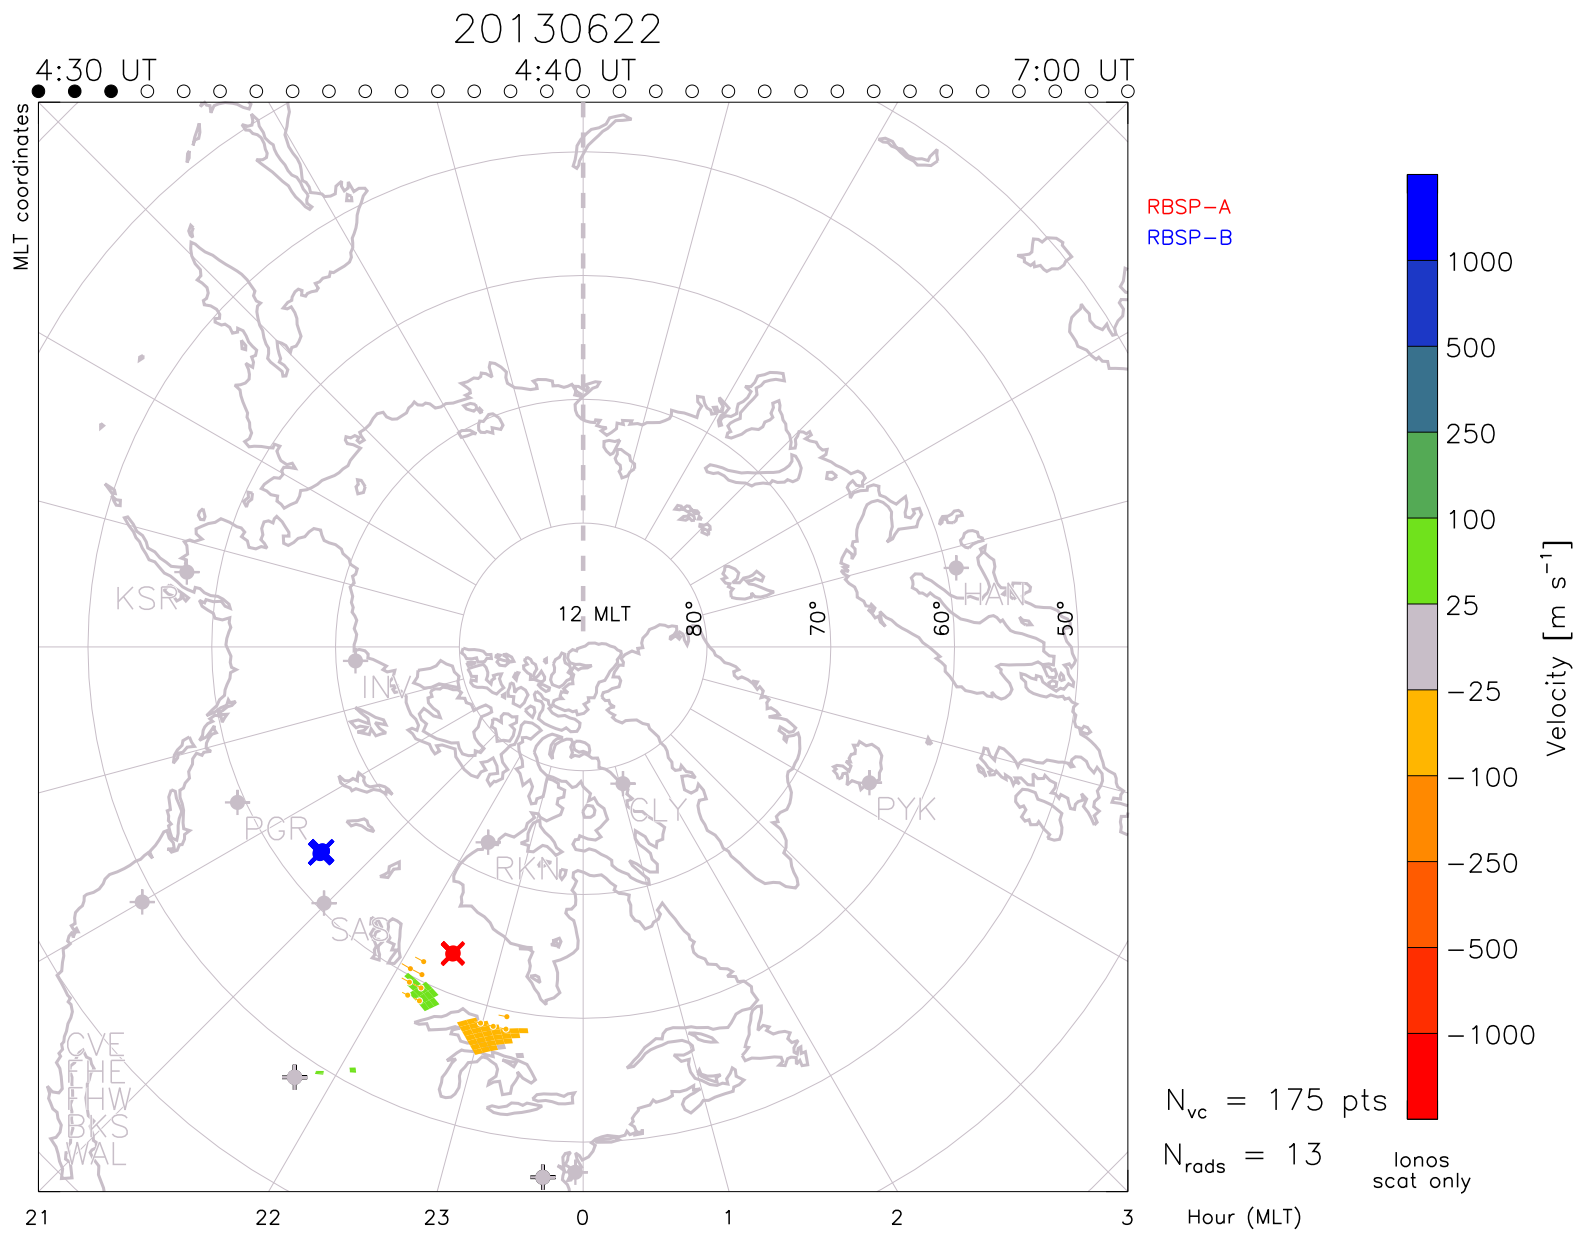 20130622
4:30 UT 4:40 UT 7:00 UT
MLT coordinates
RBSP-A
RBSP-B
1000
500
250
100
25
-25
-100
-250
-500
-1000
Velocity [m s⁻¹]
12 MLT
80°
70°
60°
50°
KSR
HAN
INV
PGR
CLY
PYK
RKN
SAS
CVE
FHE
FHW
BKS
WAL
Nvc = 175 pts
Nrads = 13
Ionos
scat only
21 22 23 0 1 2 3 Hour (MLT)